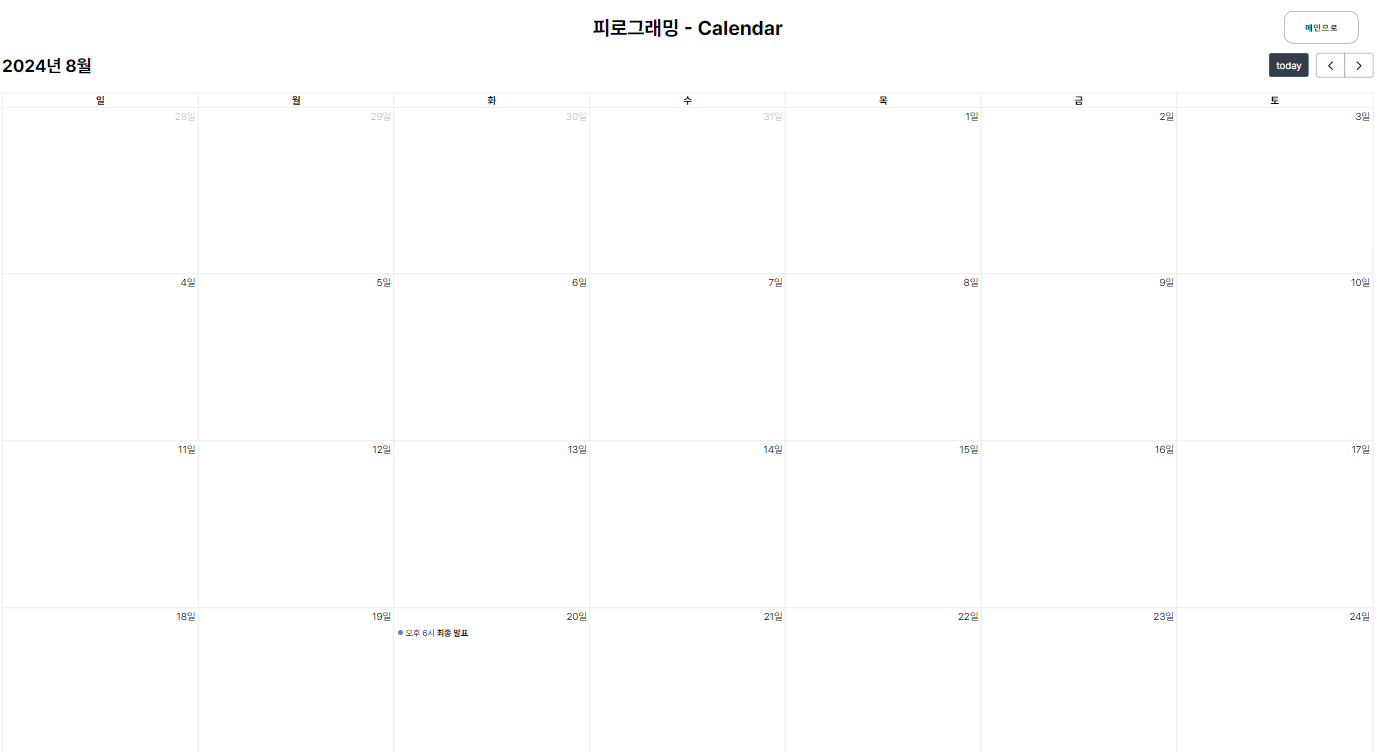 피로그래밍 - Calendar
메인으로
2024년 8월
today
일 월 화 수 목 금 토
28일 29일 30일 31일 1일 2일 3일
4일 5일 6일 7일 8일 9일 10일
11일 12일 13일 14일 15일 16일 17일
18일 19일 20일 21일 22일 23일 24일
오후 6시 최종 발표